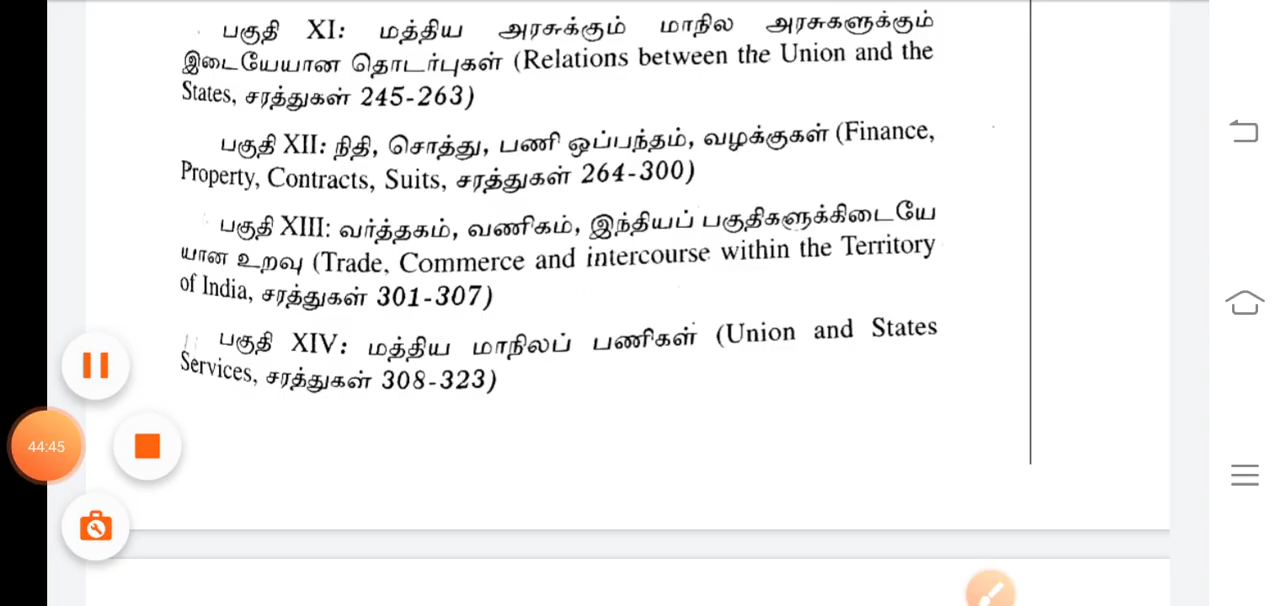 பகுதி XI: மத்திய அரசுக்கும் மாநில அரசுகளுக்கும்
இடையேயான தொடர்புகள் (Relations between the Union and the
States, சரத்துகள் 245-263)
பகுதி XII: நிதி, சொத்து, பணி ஒப்பந்தம், வழக்குகள் (Finance,
Property, Contracts, Suits, சரத்துகள் 264-300)
பகுதி XIII: வர்த்தகம், வணிகம், இந்தியப் பகுதிகளுக்கிடையே
யான உறவு (Trade, Commerce and intercourse within the Territory
of India, சரத்துகள் 301-307)
பகுதி XIV: மத்திய மாநிலப் பணிகள் (Union and States
Services, சரத்துகள் 308-323)
44:45